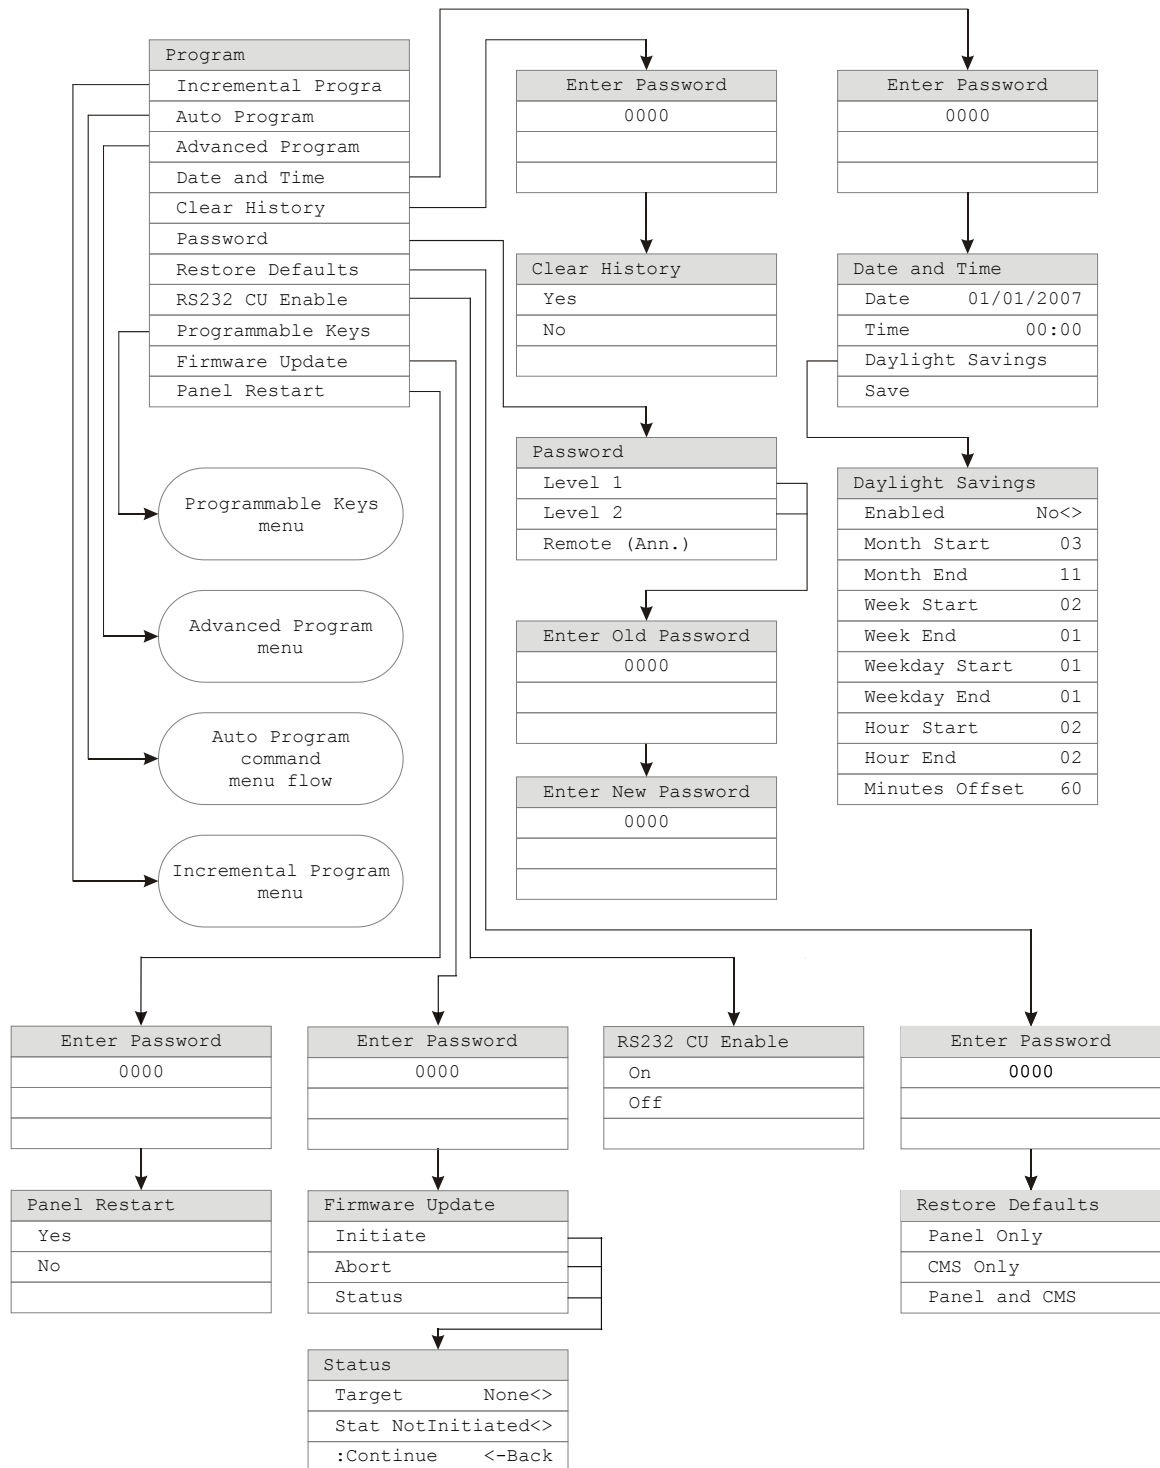 Program
Incremental Progra
Auto Program
Advanced Program
Date and Time
Clear History
Password
Restore Defaults
RS232 CU Enable
Programmable Keys
Firmware Update
Panel Restart
Enter Password
0000
Clear History
Yes
No
Enter Password
0000
Date and Time
Date 01/01/2007
Time 00:00
Daylight Savings
Save
Password
Level 1
Level 2
Remote (Ann.)
Enter Old Password
0000
Enter New Password
0000
Daylight Savings
Enabled No<>
Month Start 03
Month End 11
Week Start 02
Week End 01
Weekday Start 01
Weekday End 01
Hour Start 02
Hour End 02
Minutes Offset 60
Programmable Keys
menu
Advanced Program
menu
Auto Program
command
menu flow
Incremental Program
menu
Enter Password
0000
Panel Restart
Yes
No
Enter Password
0000
Firmware Update
Initiate
Abort
Status
Status
Target None<>
Stat NotInitiated<>
:Continue <-Back
RS232 CU Enable
On
Off
Enter Password
0000
Restore Defaults
Panel Only
CMS Only
Panel and CMS